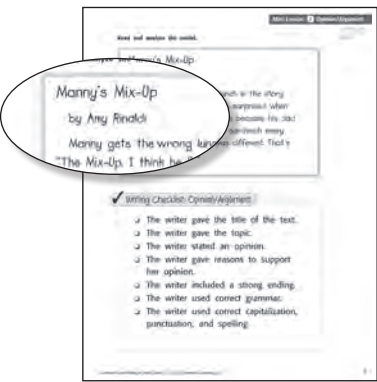 Mini-Lesson 2 Opinion/Argument
Read and analyze the model.
Manny's Mix-Up
Manny's Mix-Up
by Amy Rinaldi
Manny gets the wrong
"The Mix-Up. I think he
in the story
surprised when
because his dad
sandwich every
different. That's
Writing Checklist: Opinion/Argument
The writer gave the title of the text.
The writer gave the topic.
The writer stated an opinion.
The writer gave reasons to support
her opinion.
The writer included a strong ending.
The writer used correct grammar.
The writer used correct capitalization,
punctuation, and spelling.